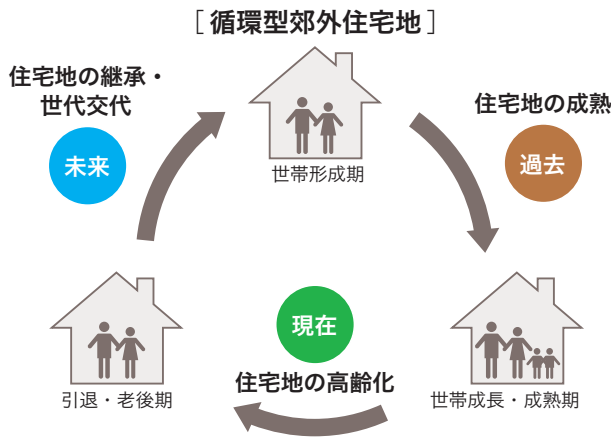 ［循環型郊外住宅地］
住宅地の継承・
世代交代
未来
世帯形成期
住宅地の成熟
過去
世帯成長・成熟期
現在
住宅地の高齢化
引退・老後期